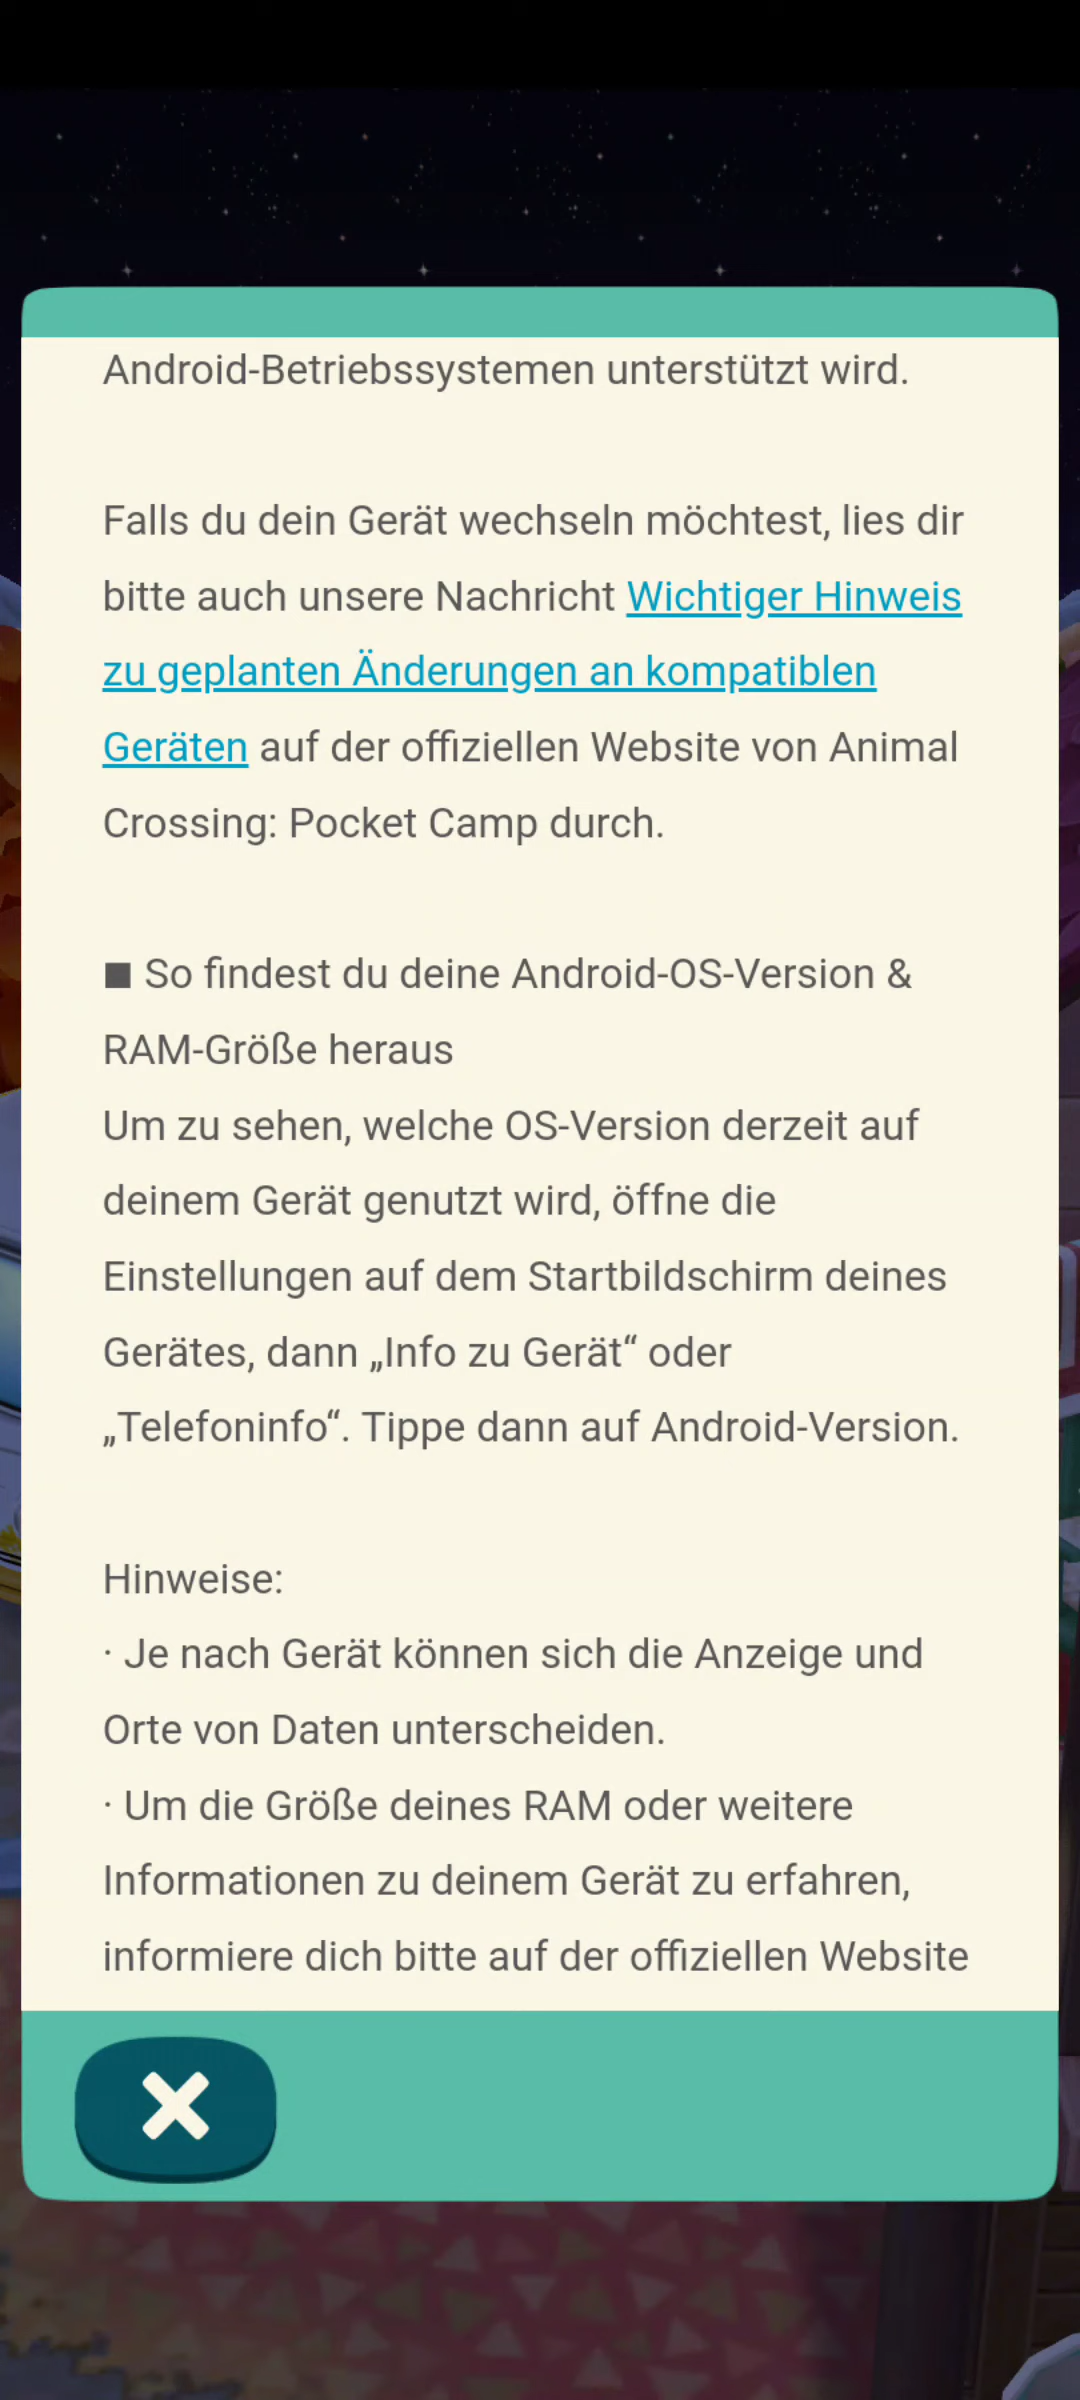 Android-Betriebssystemen unterstützt wird.
Falls du dein Gerät wechseln möchtest, lies dir
bitte auch unsere Nachricht Wichtiger Hinweis
zu geplanten Änderungen an kompatiblen
Geräten auf der offiziellen Website von Animal
Crossing: Pocket Camp durch.
■ So findest du deine Android-OS-Version &
RAM-Größe heraus
Um zu sehen, welche OS-Version derzeit auf
deinem Gerät genutzt wird, öffne die
Einstellungen auf dem Startbildschirm deines
Gerätes, dann „Info zu Gerät“ oder
„Telefoninfo“. Tippe dann auf Android-Version.
Hinweise:
· Je nach Gerät können sich die Anzeige und
Orte von Daten unterscheiden.
· Um die Größe deines RAM oder weitere
Informationen zu deinem Gerät zu erfahren,
informiere dich bitte auf der offiziellen Website